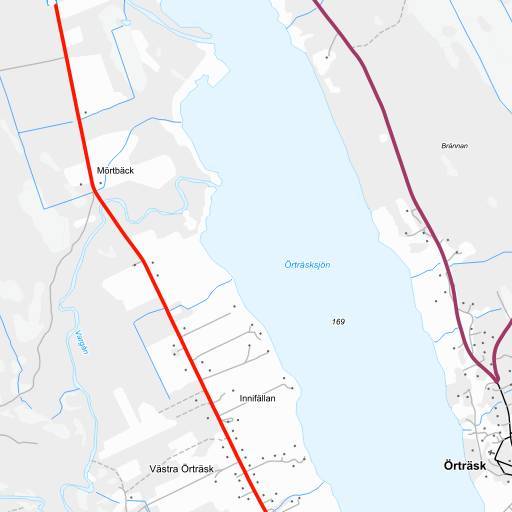 Brännan
Mörtbäck
Örträsksjön
169
Vargån
Innifällan
Västra Örträsk
Örträsk